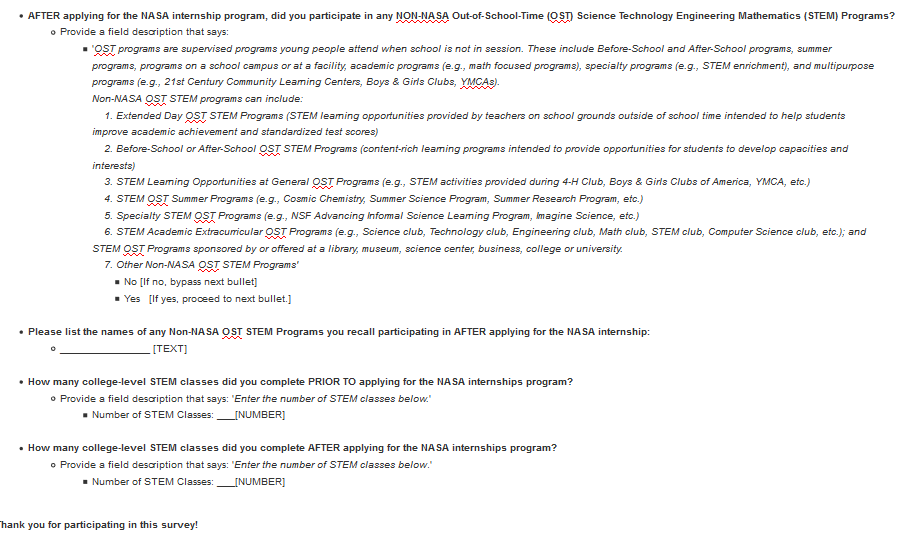 • AFTER applying for the NASA internship program, did you participate in any NON-NASA Out-of-School-Time (OST) Science Technology Engineering Mathematics (STEM) Programs?
o Provide a field description that says:
▪ 'OST programs are supervised programs young people attend when school is not in session. These include Before-School and After-School programs, summer
programs, programs on a school campus or at a facility, academic programs (e.g., math focused programs), specialty programs (e.g., STEM enrichment), and multipurpose
programs (e.g., 21st Century Community Learning Centers, Boys & Girls Clubs, YMCAs).
Non-NASA OST STEM programs can include:
1. Extended Day OST STEM Programs (STEM learning opportunities provided by teachers on school grounds outside of school time intended to help students
improve academic achievement and standardized test scores)
2. Before-School or After-School OST STEM Programs (content-rich learning programs intended to provide opportunities for students to develop capacities and
interests)
3. STEM Learning Opportunities at General OST Programs (e.g., STEM activities provided during 4-H Club, Boys & Girls Clubs of America, YMCA, etc.)
4. STEM OST Summer Programs (e.g., Cosmic Chemistry, Summer Science Program, Summer Research Program, etc.)
5. Specialty STEM OST Programs (e.g., NSF Advancing Informal Science Learning Program, Imagine Science, etc.)
6. STEM Academic Extracurricular OST Programs (e.g., Science club, Technology club, Engineering club, Math club, STEM club, Computer Science club, etc.); and
STEM OST Programs sponsored by or offered at a library, museum, science center, business, college or university.
7. Other Non-NASA OST STEM Programs'
▪ No [If no, bypass next bullet]
▪ Yes [If yes, proceed to next bullet.]
• Please list the names of any Non-NASA OST STEM Programs you recall participating in AFTER applying for the NASA internship:
o ________________ [TEXT]
• How many college-level STEM classes did you complete PRIOR TO applying for the NASA internships program?
o Provide a field description that says: 'Enter the number of STEM classes below.'
▪ Number of STEM Classes: ___[NUMBER]
• How many college-level STEM classes did you complete AFTER applying for the NASA internships program?
o Provide a field description that says: 'Enter the number of STEM classes below.'
▪ Number of STEM Classes: ___[NUMBER]
hank you for participating in this survey!